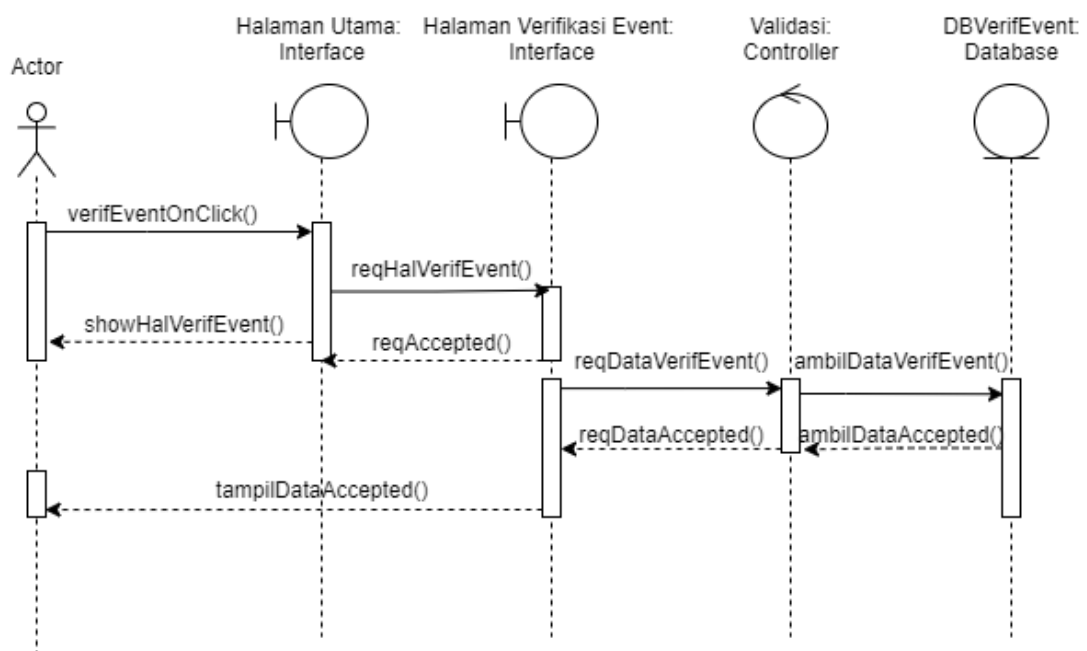 Halaman Utama:
Interface
Halaman Verifikasi Event:
Interface
Validasi:
Controller
DBVerifEvent:
Database
Actor
verifEventOnClick()
reqHalVerifEvent()
showHalVerifEvent()
reqAccepted()
reqDataVerifEvent()
ambilDataVerifEvent()
reqDataAccepted()
ambilDataAccepted()
tampilDataAccepted()